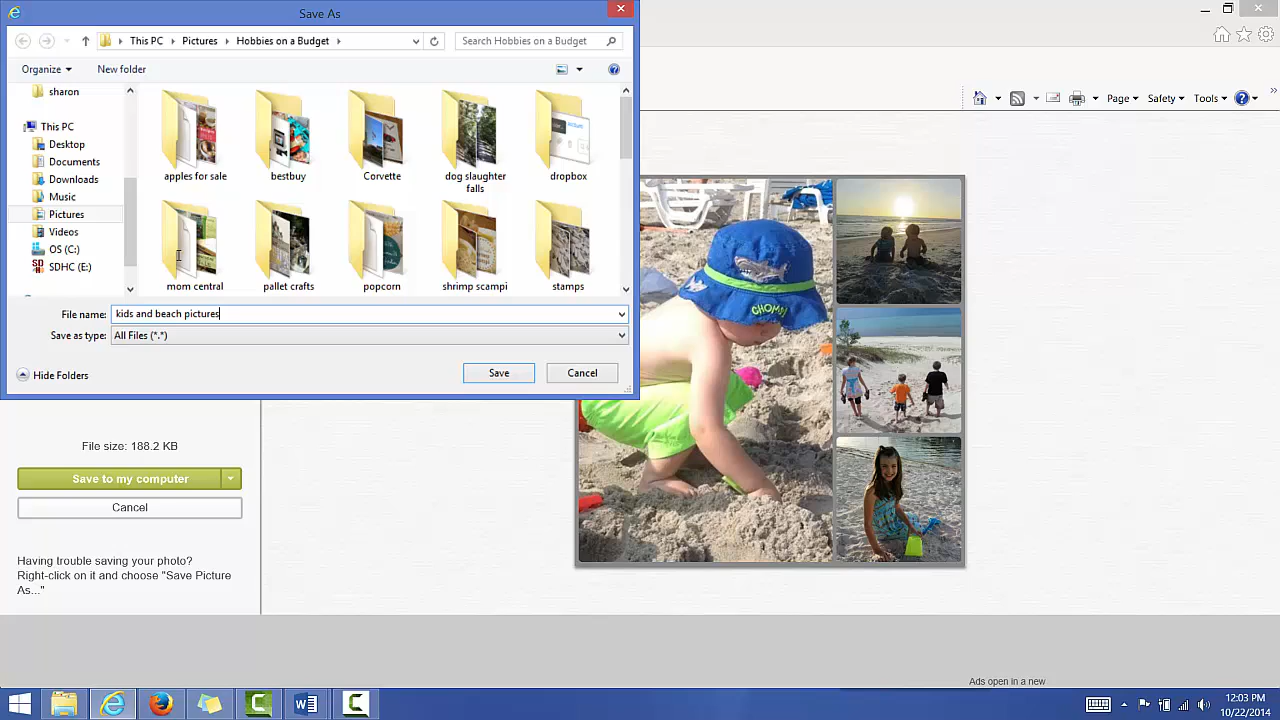 Save As
This PC Pictures Hobbies on a Budget
Search Hobbies on a Budget
Organize New folder
sharon
This PC
Desktop
Documents
Downloads
Music
Pictures
Videos
OS (C:)
SDHC (E:)
apples for sale bestbuy Corvette dog slaughter falls dropbox
mom central pallet crafts popcorn shrimp scampi stamps
File name: kids and beach pictures
Save as type: All Files (*.*)
Hide Folders
Save Cancel
Page Safety Tools
CHOMP!
File size: 188.2 KB
Save to my computer
Cancel
Having trouble saving your photo?
Right-click on it and choose "Save Picture
As..."
Ads open in a new
12:03 PM
10/22/2014